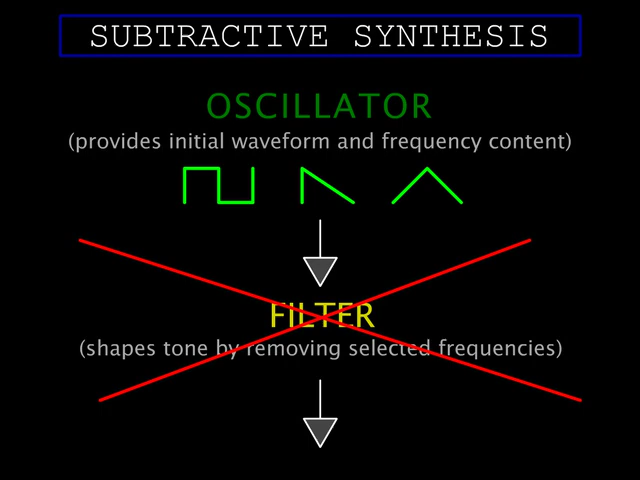 SUBTRACTIVE SYNTHESIS
OSCILLATOR
(provides initial waveform and frequency content)
FILTER
(shapes tone by removing selected frequencies)